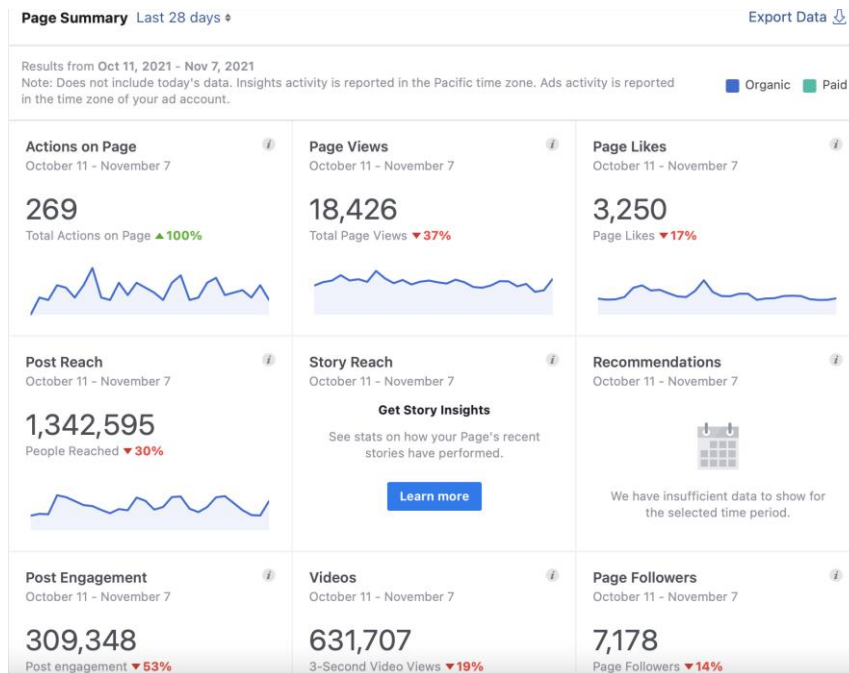 Page Summary Last 28 days
Export Data
Results from Oct 11, 2021 - Nov 7, 2021
Note: Does not include today's data. Insights activity is reported in the Pacific time zone. Ads activity is reported
in the time zone of your ad account.
Organic Paid
Actions on Page
October 11 - November 7
269
Total Actions on Page ▲100%
Page Views
October 11 - November 7
18,426
Total Page Views ▼37%
Page Likes
October 11 - November 7
3,250
Page Likes ▼17%
Post Reach
October 11 - November 7
1,342,595
People Reached ▼30%
Story Reach
October 11 - November 7
Get Story Insights
See stats on how your Page's recent
stories have performed.
Learn more
Recommendations
October 11 - November 7
We have insufficient data to show for
the selected time period.
Post Engagement
October 11 - November 7
309,348
Post engagement ▼53%
Videos
October 11 - November 7
631,707
3-Second Video Views ▼19%
Page Followers
October 11 - November 7
7,178
Page Followers ▼14%